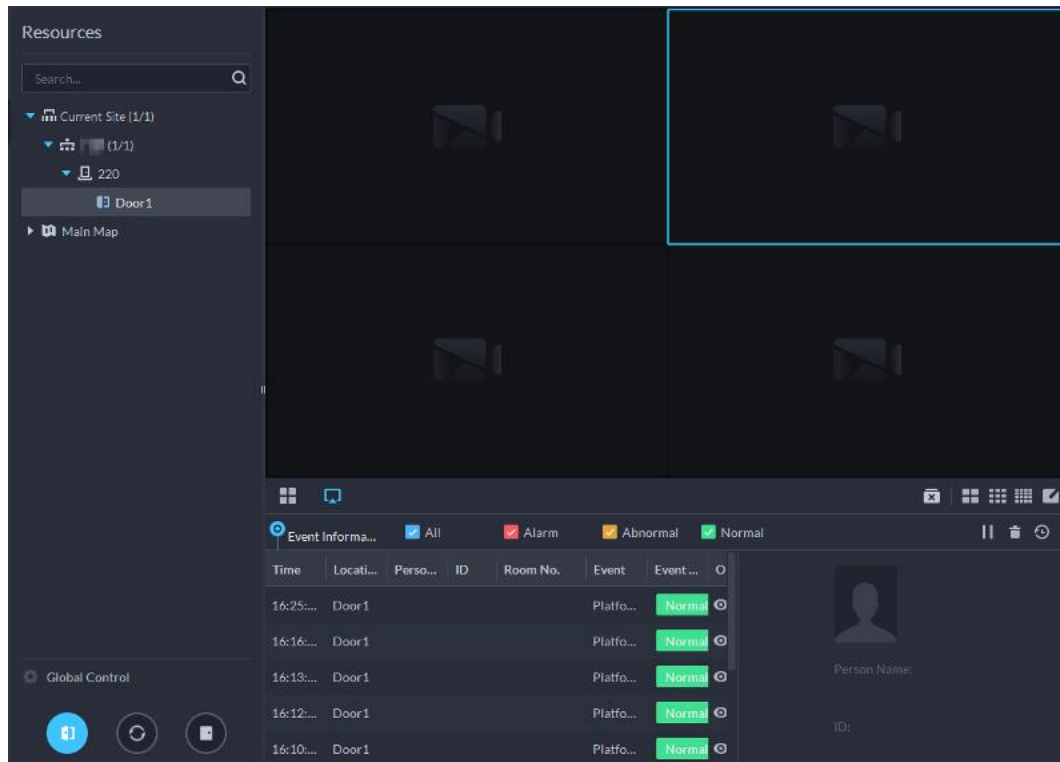 Resources
Search...
Current Site (1/1)
(1/1)
220
Door1
Main Map
Event Informa...
All
Alarm
Abnormal
Normal
Time Locati... Perso... ID Room No. Event Event ... O
16:25:... Door1 Platfo... Normal
16:16:... Door1 Platfo... Normal
16:13:... Door1 Platfo... Normal
16:12:... Door1 Platfo... Normal
16:10:... Door1 Platfo... Normal
Person Name:
ID:
Global Control